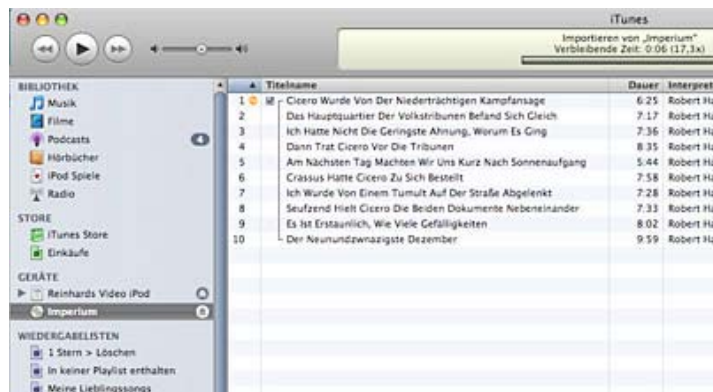 iTunes
Importieren von „Imperium"
Verbleibende Zeit: 0:06 (17,3x)
BIBLIOTHEK
Musik
Filme
Podcasts 4
Hörbücher
iPod Spiele
Radio
STORE
iTunes Store
Einkäufe
GERÄTE
Reinhards Video iPod
Imperium
WIEDERGABELISTEN
1 Stern > Löschen
In keiner Playlist enthalten
Meine Lieblingssongs
Titelname Dauer Interpret
1 Cicero Wurde Von Der Niederträchtigen Kampfansage 6:25 Robert Ha
2 Das Hauptquartier Der Volkstribunen Befand Sich Gleich 7:17 Robert Ha
3 Ich Hatte Nicht Die Geringste Ahnung, Worum Es Ging 7:36 Robert Ha
4 Dann Trat Cicero Vor Die Tribunen 8:35 Robert Ha
5 Am Nächsten Tag Machten Wir Uns Kurz Nach Sonnenaufgang 5:44 Robert Ha
6 Crassus Hatte Cicero Zu Sich Bestellt 7:58 Robert Ha
7 Ich Wurde Von Einem Tumult Auf Der Straße Abgelenkt 7:28 Robert Ha
8 Seufzend Hielt Cicero Die Beiden Dokumente Nebeneinander 7:33 Robert Ha
9 Es Ist Erstaunlich, Wie Viele Gefälligkeiten 8:02 Robert Ha
10 Der Neunundzwnazigste Dezember 9:59 Robert Ha